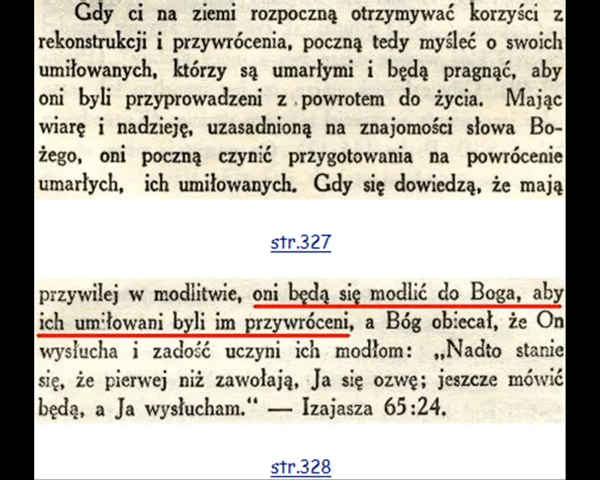 Gdy ci na ziemi rozpoczną otrzymywać korzyści z
rekonstrukcji i przywrócenia, poczną tedy myśleć o swoich
umiłowanych, którzy są umarłymi i będą pragnąć, aby
oni byli przyprowadzeni z powrotem do życia. Mając
wiarę i nadzieję, uzasadnioną na znajomości słowa Bo-
żego, oni poczną czynić przygotowania na powrócenie
umarłych, ich umiłowanych. Gdy się dowiedzą, że mają
str.327
przywilej w modlitwie, oni będą się modlić do Boga, aby
ich umiłowani byli im przywróceni, a Bóg obiecał, że On
wysłucha i zadość uczyni ich modłom: „Nadto stanie
się, że pierwej niż zawołają, Ja się ozwę; jeszcze mówić
będą, a Ja wysłucham." — Izajasza 65:24.
str.328